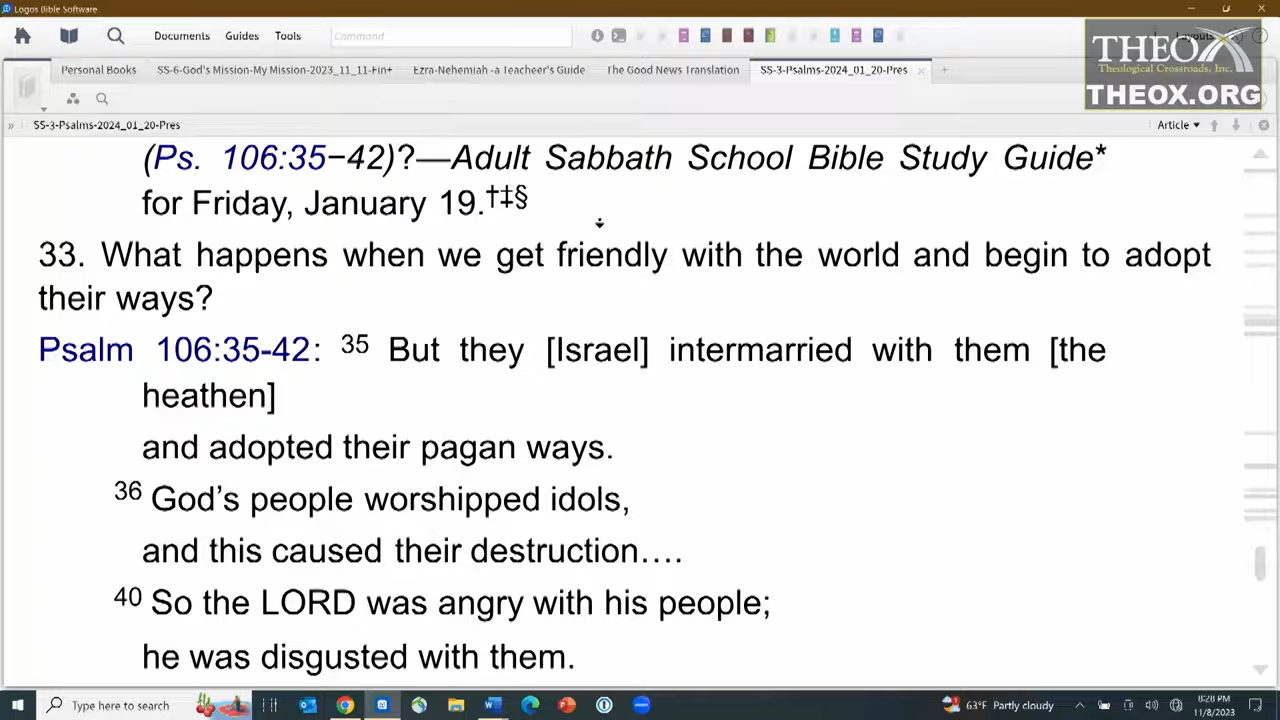 Logos Bible Software
Documents Guides Tools Command
THEOX
Theological Crossroads, Inc.
THEOX.ORG
Personal Books SS-6-God's Mission-My Mission-2023_11_11-Fin+ The Good News Translation SS-3-Psalms-2024_01_20-Pres
SS-3-Psalms-2024_01_20-Pres Article
(Ps. 106:35–42)?—Adult Sabbath School Bible Study Guide*
for Friday, January 19.†‡§
33. What happens when we get friendly with the world and begin to adopt
their ways?
Psalm 106:35-42: 35 But they [Israel] intermarried with them [the
heathen]
and adopted their pagan ways.
36 God’s people worshipped idols,
and this caused their destruction….
40 So the LORD was angry with his people;
he was disgusted with them.
Type here to search 63°F Partly cloudy
8:28 PM
11/8/2023